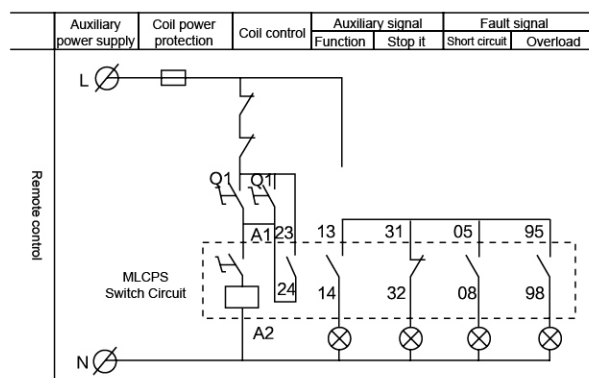 Auxiliary power supply
Coil power protection
Coil control
Auxiliary signal
Fault signal
Function
Stop it
Short circuit
Overload
Remote control
L
Q1
Q1
A1
23
13
31
05
95
MLCPS
Switch Circuit
24
14
32
08
98
A2
N